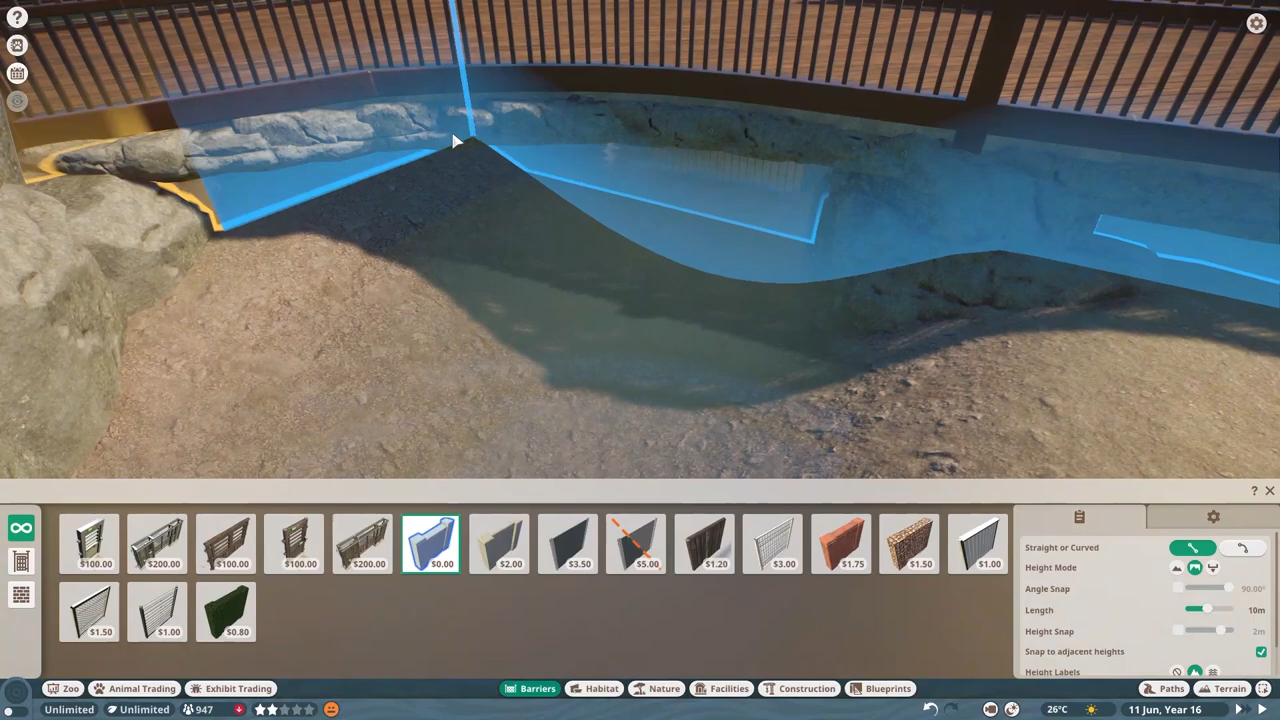 ?
? ×
$100.00 $200.00 $100.00 $100.00 $200.00 $0.00 $2.00 $3.50 $5.00 $1.20 $3.00 $1.75 $1.50 $1.00
$1.50 $1.00 $0.80
Straight or Curved
Height Mode
Angle Snap 90.00°
Length 10m
Height Snap 2m
Snap to adjacent heights
Height Labels
Zoo Animal Trading Exhibit Trading Barriers Habitat Nature Facilities Construction Blueprints Paths Terrain
Unlimited Unlimited 947 26°C 11 Jun, Year 16